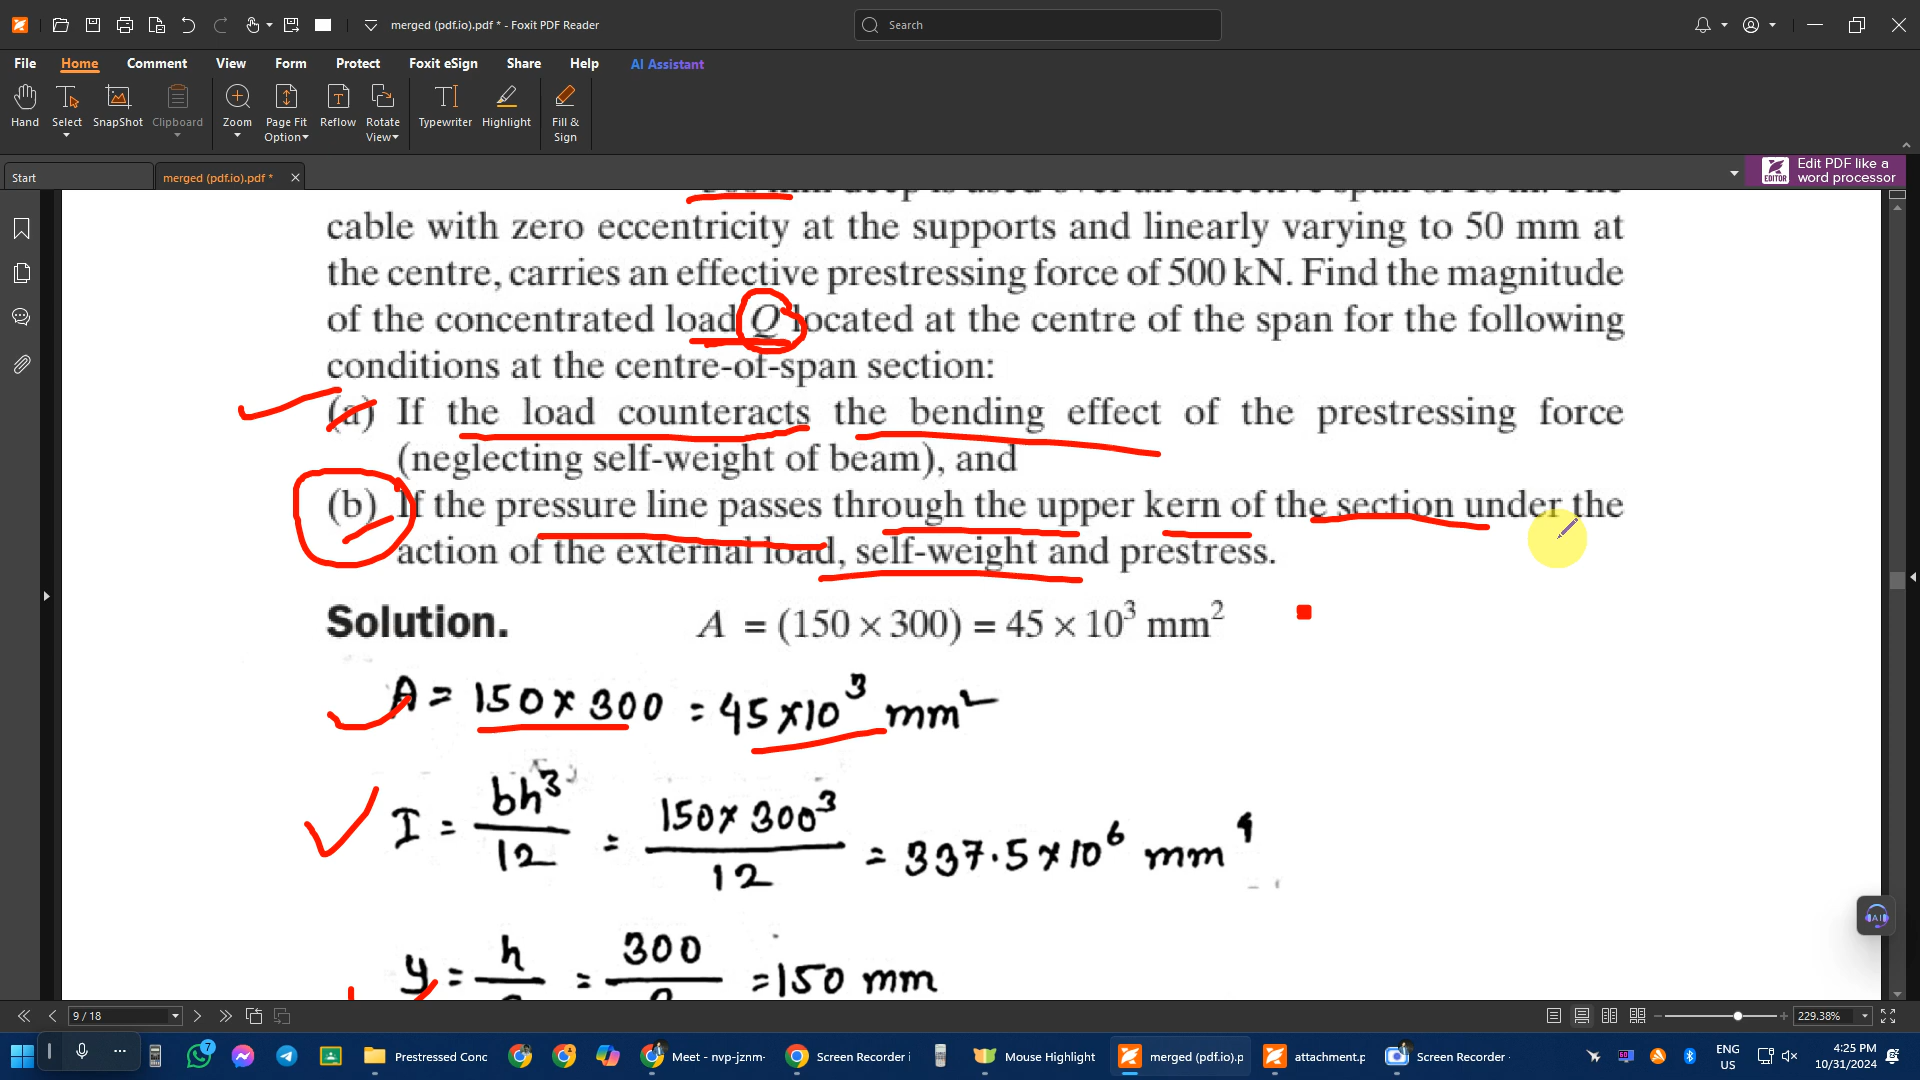 merged (pdf.io).pdf * - Foxit PDF Reader
Search
File Home Comment View Form Protect Foxit eSign Share Help AI Assistant
Hand Select SnapShot Clipboard Zoom Page Fit Option Reflow Rotate View Typewriter Highlight Fill & Sign
Start merged (pdf.io).pdf *
EDITOR Edit PDF like a word processor
cable with zero eccentricity at the supports and linearly varying to 50 mm at
the centre, carries an effective prestressing force of 500 kN. Find the magnitude
of the concentrated load Q located at the centre of the span for the following
conditions at the centre-of-span section:
(a) If the load counteracts the bending effect of the prestressing force
(neglecting self-weight of beam), and
(b) If the pressure line passes through the upper kern of the section under the
action of the external load, self-weight and prestress.
Solution. A = (150 × 300) = 45 × 10³ mm²
A = 150 × 300 = 45 × 10³ mm²
I = bh³/12 = 150 × 300³/12 = 337.5 × 10⁶ mm⁴
y = h = 300 = 150 mm
AI
9 / 18
229.38%
7
Prestressed Conc
Meet - nvp-jznm-
Screen Recorder i
Mouse Highlight
merged (pdf.io).p
attachment.p
Screen Recorder
ENG US
4:25 PM
10/31/2024